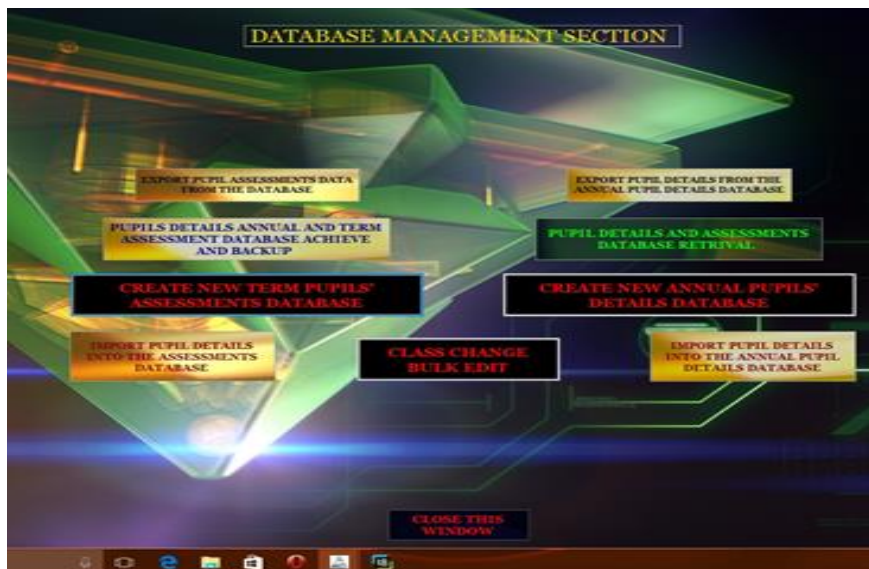 DATABASE MANAGEMENT SECTION
EXPORT PUPIL ASSESSMENTS DATA
FROM THE DATABASE
EXPORT PUPIL DETAILS FROM THE
ANNUAL PUPIL DETAILS DATABASE
PUPILS DETAILS ANNUAL AND TERM
ASSESSMENT DATABASE ACHIEVE
AND BACKUP
PUPIL DETAILS AND ASSESSMENTS
DATABASE RETRIVAL
CREATE NEW TERM PUPILS'
ASSESSMENTS DATABASE
CREATE NEW ANNUAL PUPILS'
DETAILS DATABASE
IMPORT PUPIL DETAILS
INTO THE ASSESSMENTS
DATABASE
CLASS CHANGE
BULK EDIT
IMPORT PUPIL DETAILS
INTO THE ANNUAL PUPIL
DETAILS DATABASE
CLOSE THIS
WINDOW